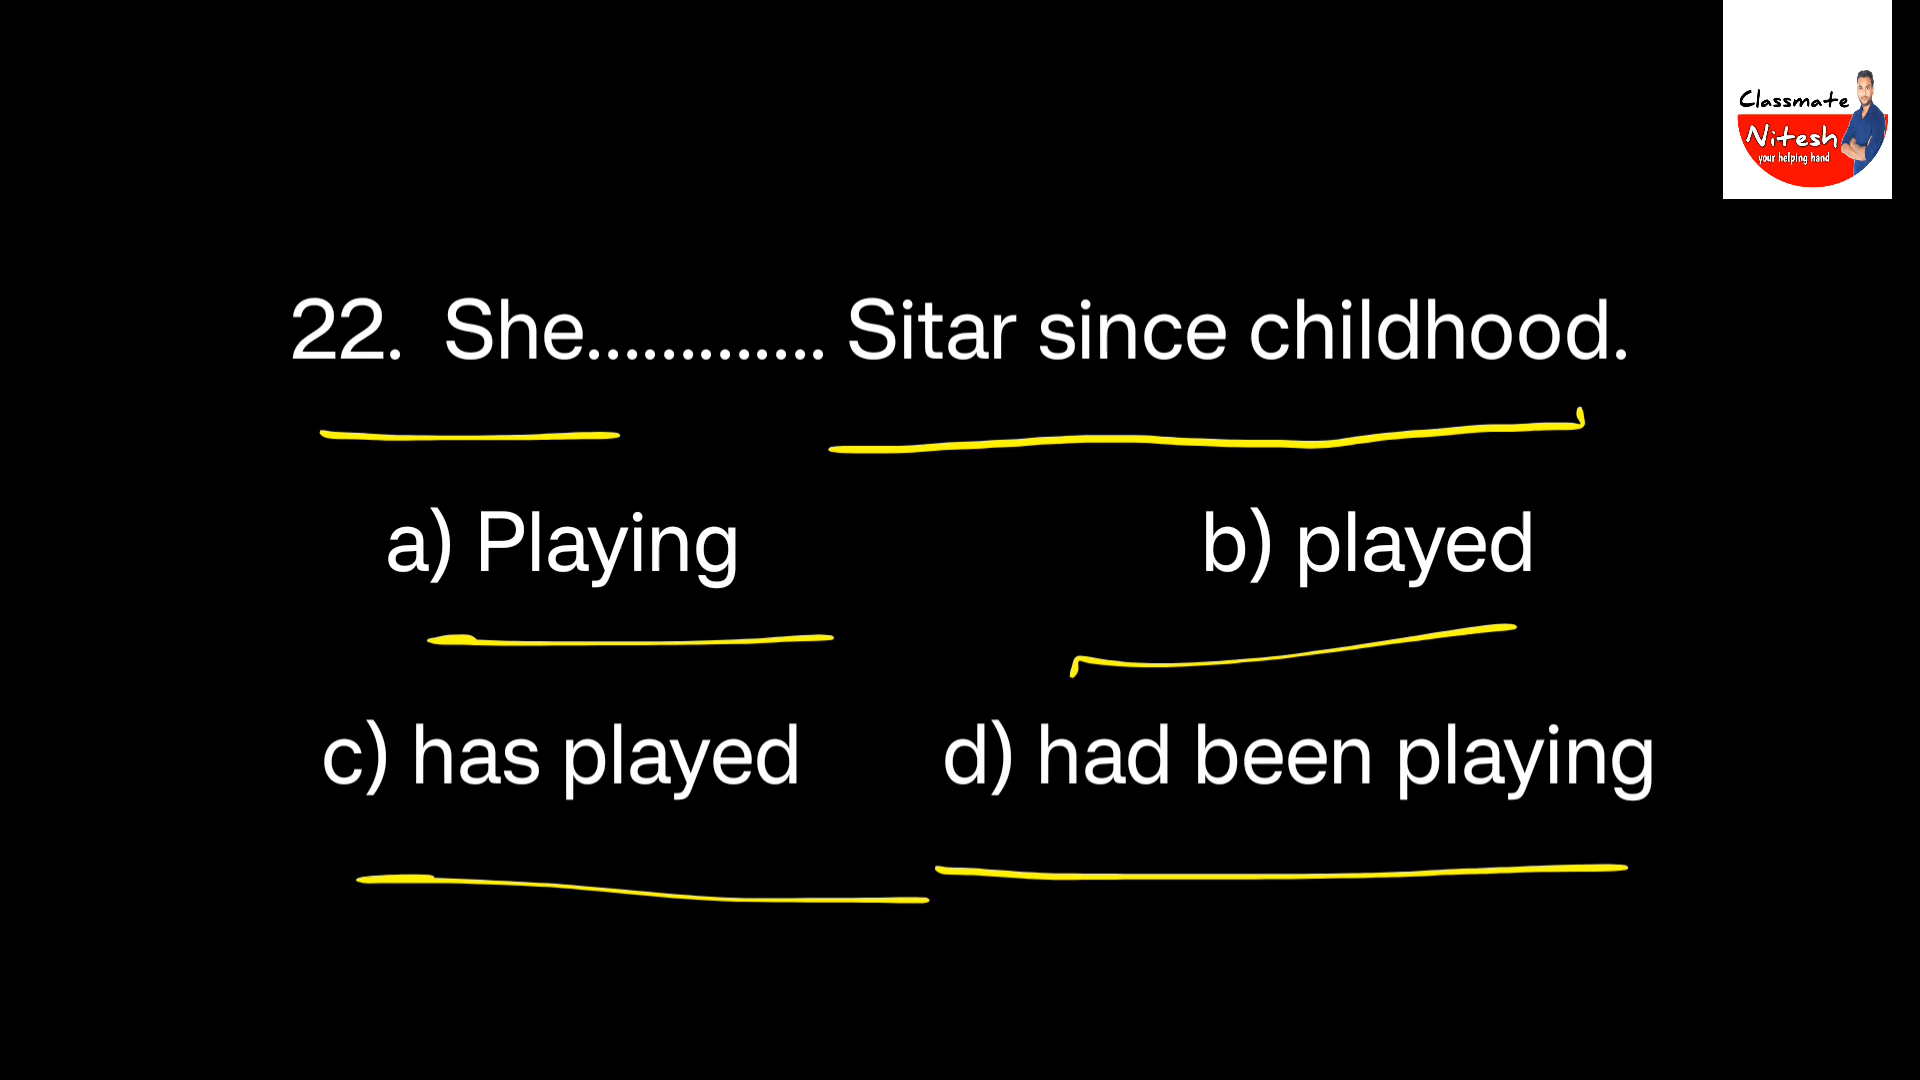 Classmate
Nitesh
your helping hand
22. She............. Sitar since childhood.
a) Playing b) played
c) has played d) had been playing